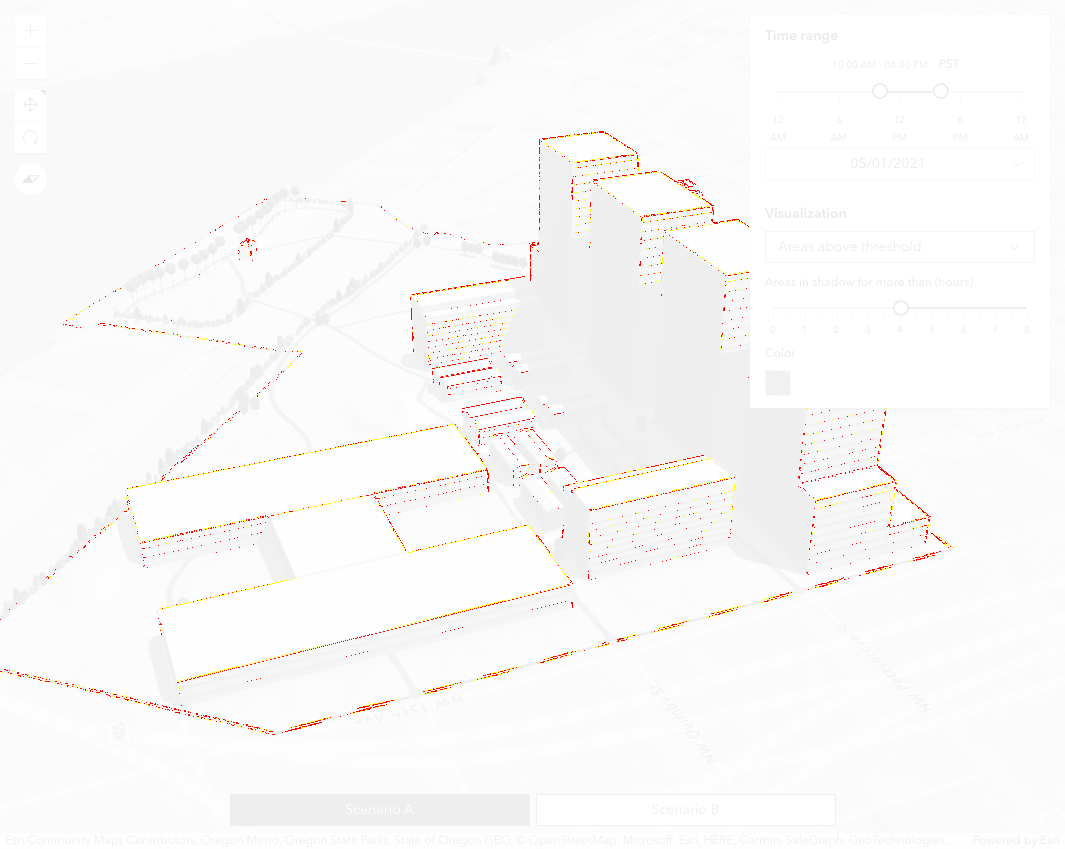 Time range
10:00 AM - 04:00 PM PST
12 6 12 6 12
AM AM PM PM AM
05/01/2021
Visualization
Areas above threshold
Areas in shadow for more than (hours)
0 1 2 3 4 5 6 7 8
Color
NW Pettygrove S
NW Quimby S
NW 15th Ave
Scenario A
Scenario B
Esri Community Maps Contributors, Oregon Metro, Oregon State Parks, State of Oregon GEO, © OpenStreetMap, Microsoft, Esri, HERE, Garmin, SafeGraph, GeoTechnologies,
Powered by Esri